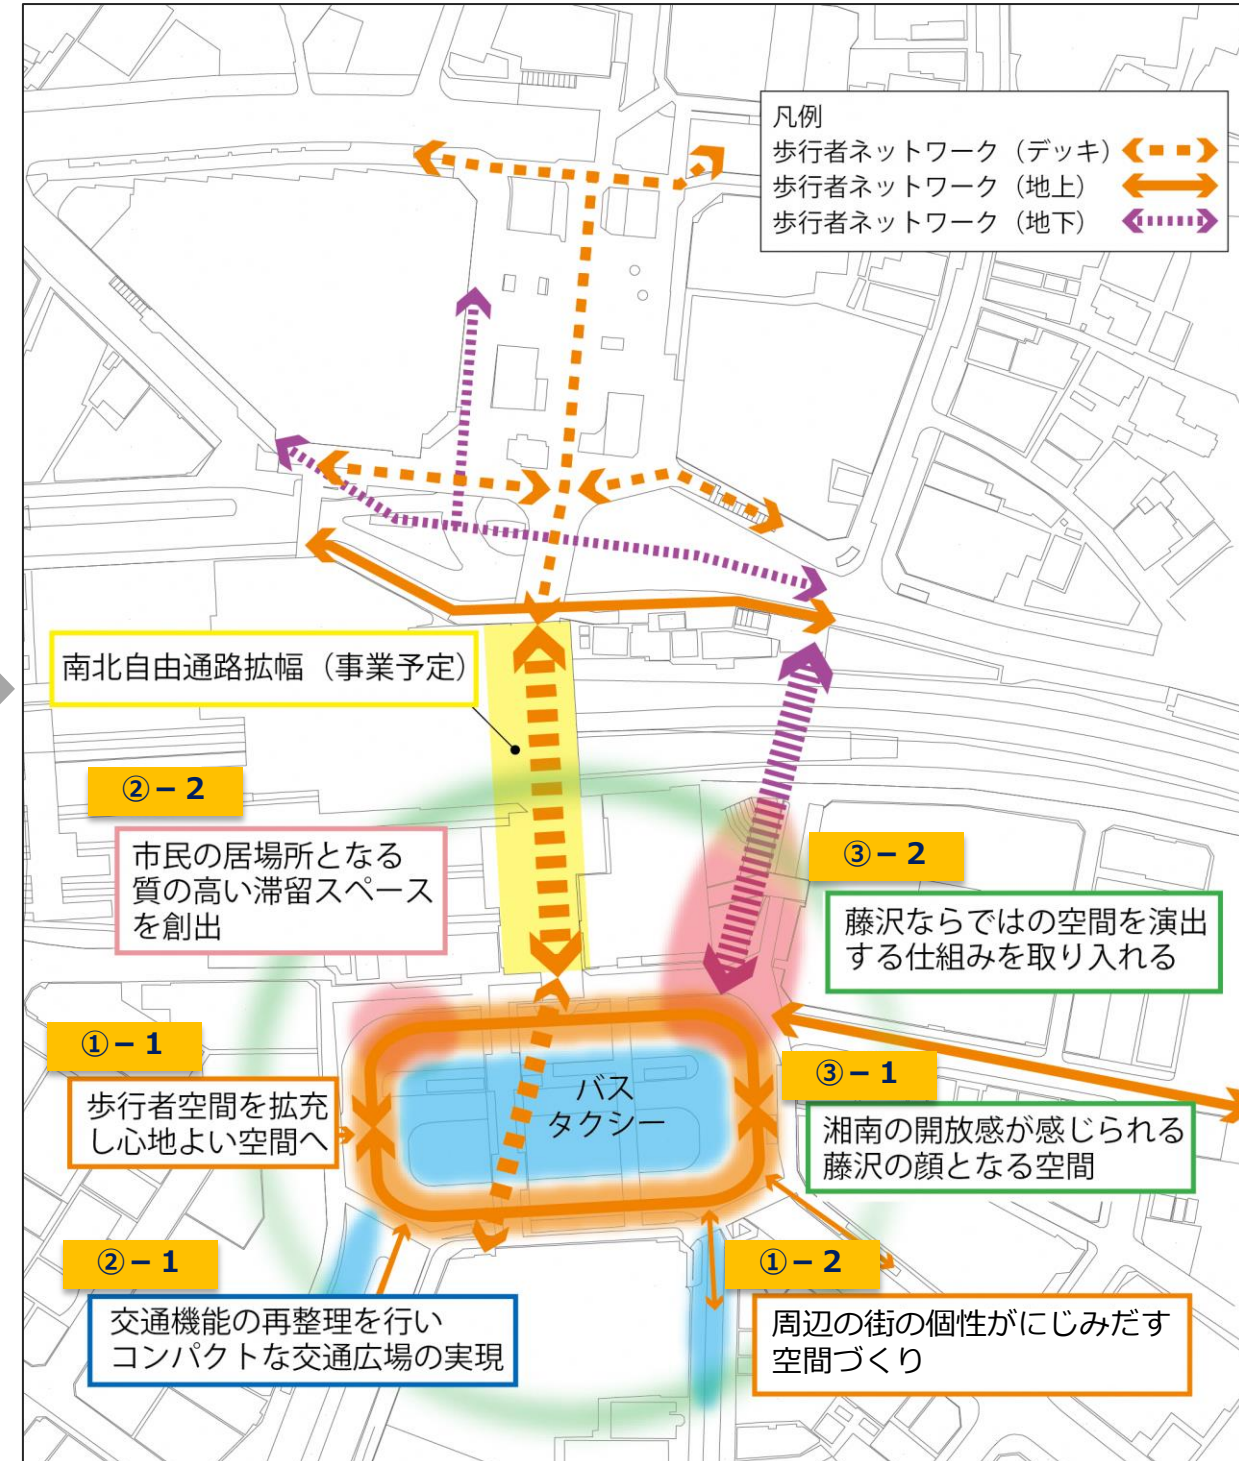 凡例
歩行者ネットワーク（デッキ）
歩行者ネットワーク（地上）
歩行者ネットワーク（地下）
南北自由通路拡幅（事業予定）
②－２
市民の居場所となる
質の高い滞留スペース
を創出
③－２
藤沢ならではの空間を演出
する仕組みを取り入れる
①－１
歩行者空間を拡充
し心地よい空間へ
バス
タクシー
③－１
湘南の開放感が感じられる
藤沢の顔となる空間
②－１
交通機能の再整理を行い
コンパクトな交通広場の実現
①－２
周辺の街の個性がにじみだす
空間づくり